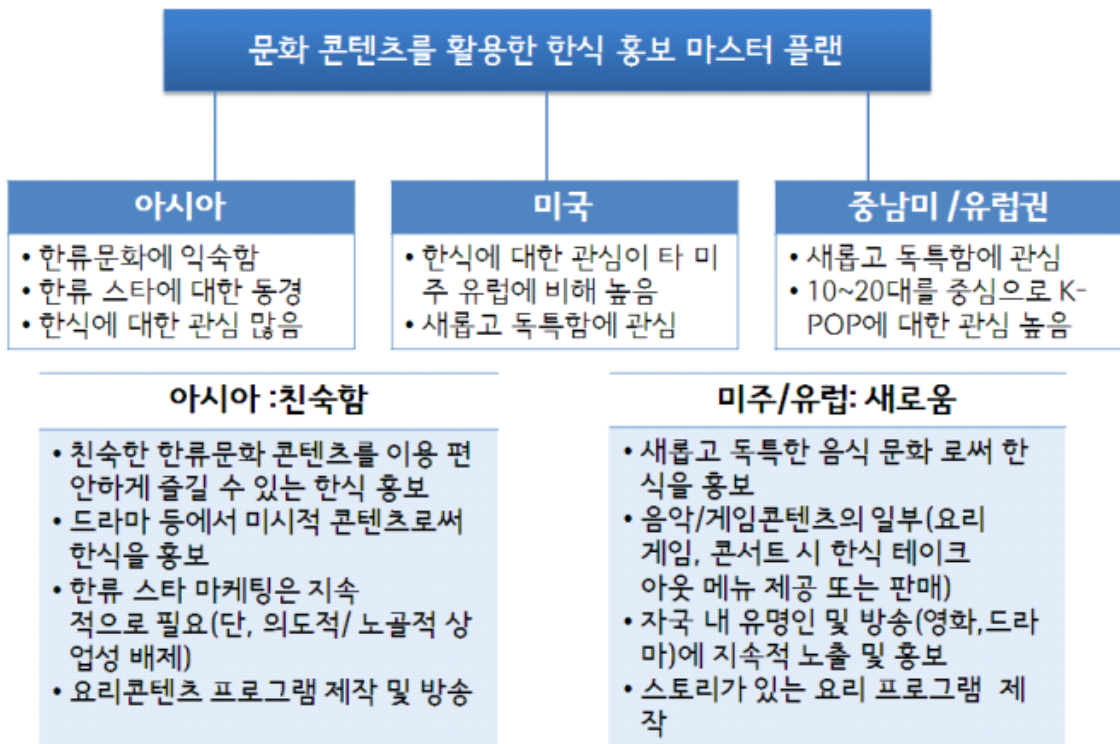 문화 콘텐츠를 활용한 한식 홍보 마스터 플랜
아시아
• 한류문화에 익숙함
• 한류 스타에 대한 동경
• 한식에 대한 관심 많음
미국
• 한식에 대한 관심이 타 미
주 유럽에 비해 높음
• 새롭고 독특함에 관심
중남미 /유럽권
• 새롭고 독특함에 관심
• 10~20대를 중심으로 K-
POP에 대한 관심 높음
아시아 :친숙함
• 친숙한 한류문화 콘텐츠를 이용 편
안하게 즐길 수 있는 한식 홍보
• 드라마 등에서 미시적 콘텐츠로써
한식을 홍보
• 한류 스타 마케팅은 지속
적으로 필요(단, 의도적/ 노골적 상
업성 배제)
• 요리콘텐츠 프로그램 제작 및 방송
미주/유럽: 새로움
• 새롭고 독특한 음식 문화 로써 한
식을 홍보
• 음악/게임콘텐츠의 일부(요리
게임, 콘서트 시 한식 테이크
아웃 메뉴 제공 또는 판매)
• 자국 내 유명인 및 방송(영화,드라
마)에 지속적 노출 및 홍보
• 스토리가 있는 요리 프로그램 제
작